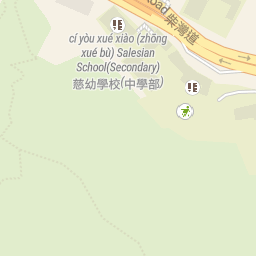 Road 柴灣道
cí yòu xué xiào (zhōng
xué bù) Salesian
School(Secondary)
慈幼學校(中學部)